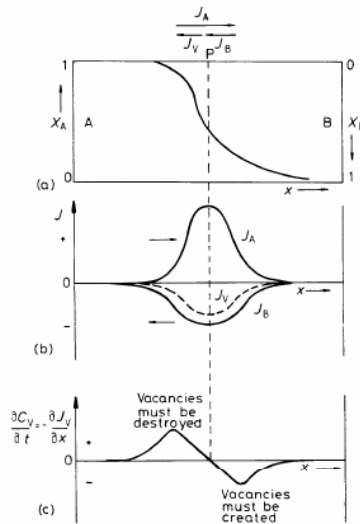 J_A
J_V J_B
P
1 0
X_A A B X_B
0 x 1
(a)
J
+ J_A
0 J_V x
− J_B
(b)
Vacancies
must be
destroyed
∂C_V/∂t = - ∂J_V/∂x
+
0 x
−
(c) Vacancies
must be
created